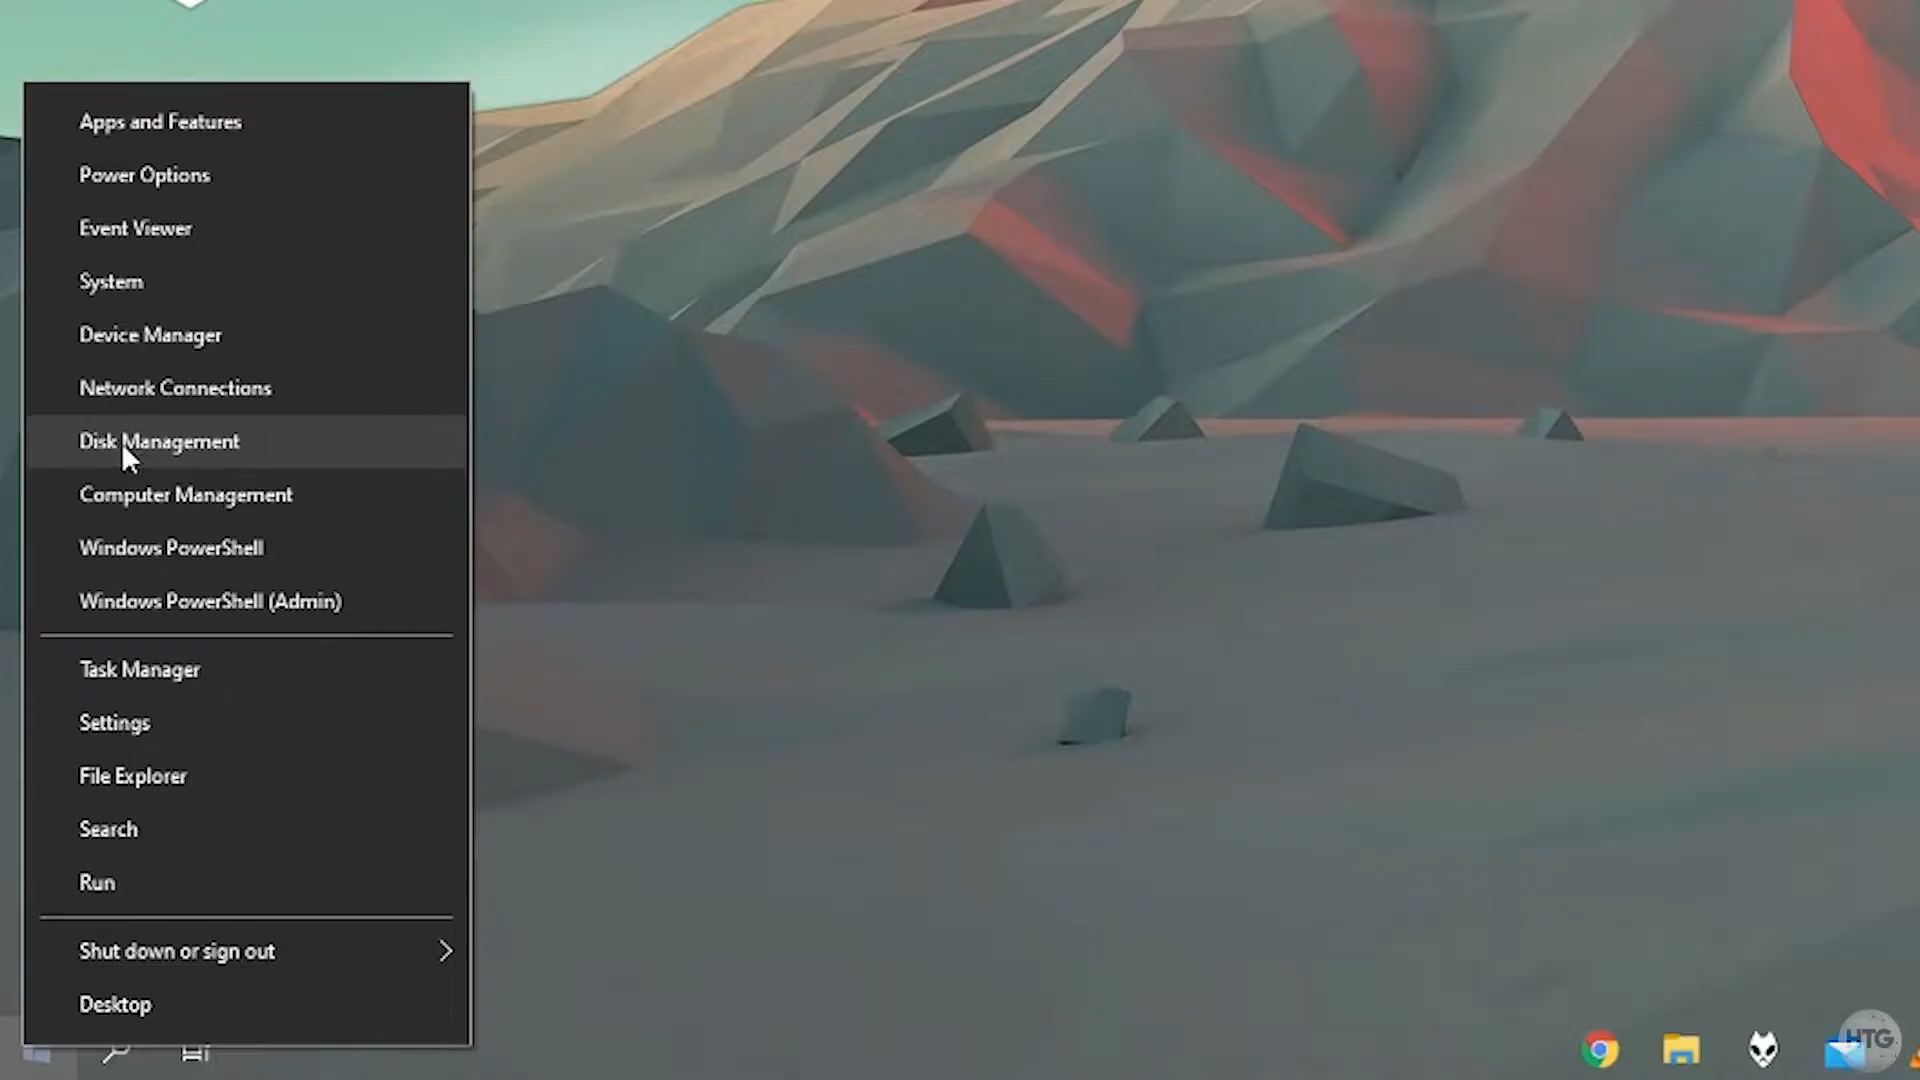 Apps and Features
Power Options
Event Viewer
System
Device Manager
Network Connections
Disk Management
Computer Management
Windows PowerShell
Windows PowerShell (Admin)
Task Manager
Settings
File Explorer
Search
Run
Shut down or sign out
Desktop
HTG